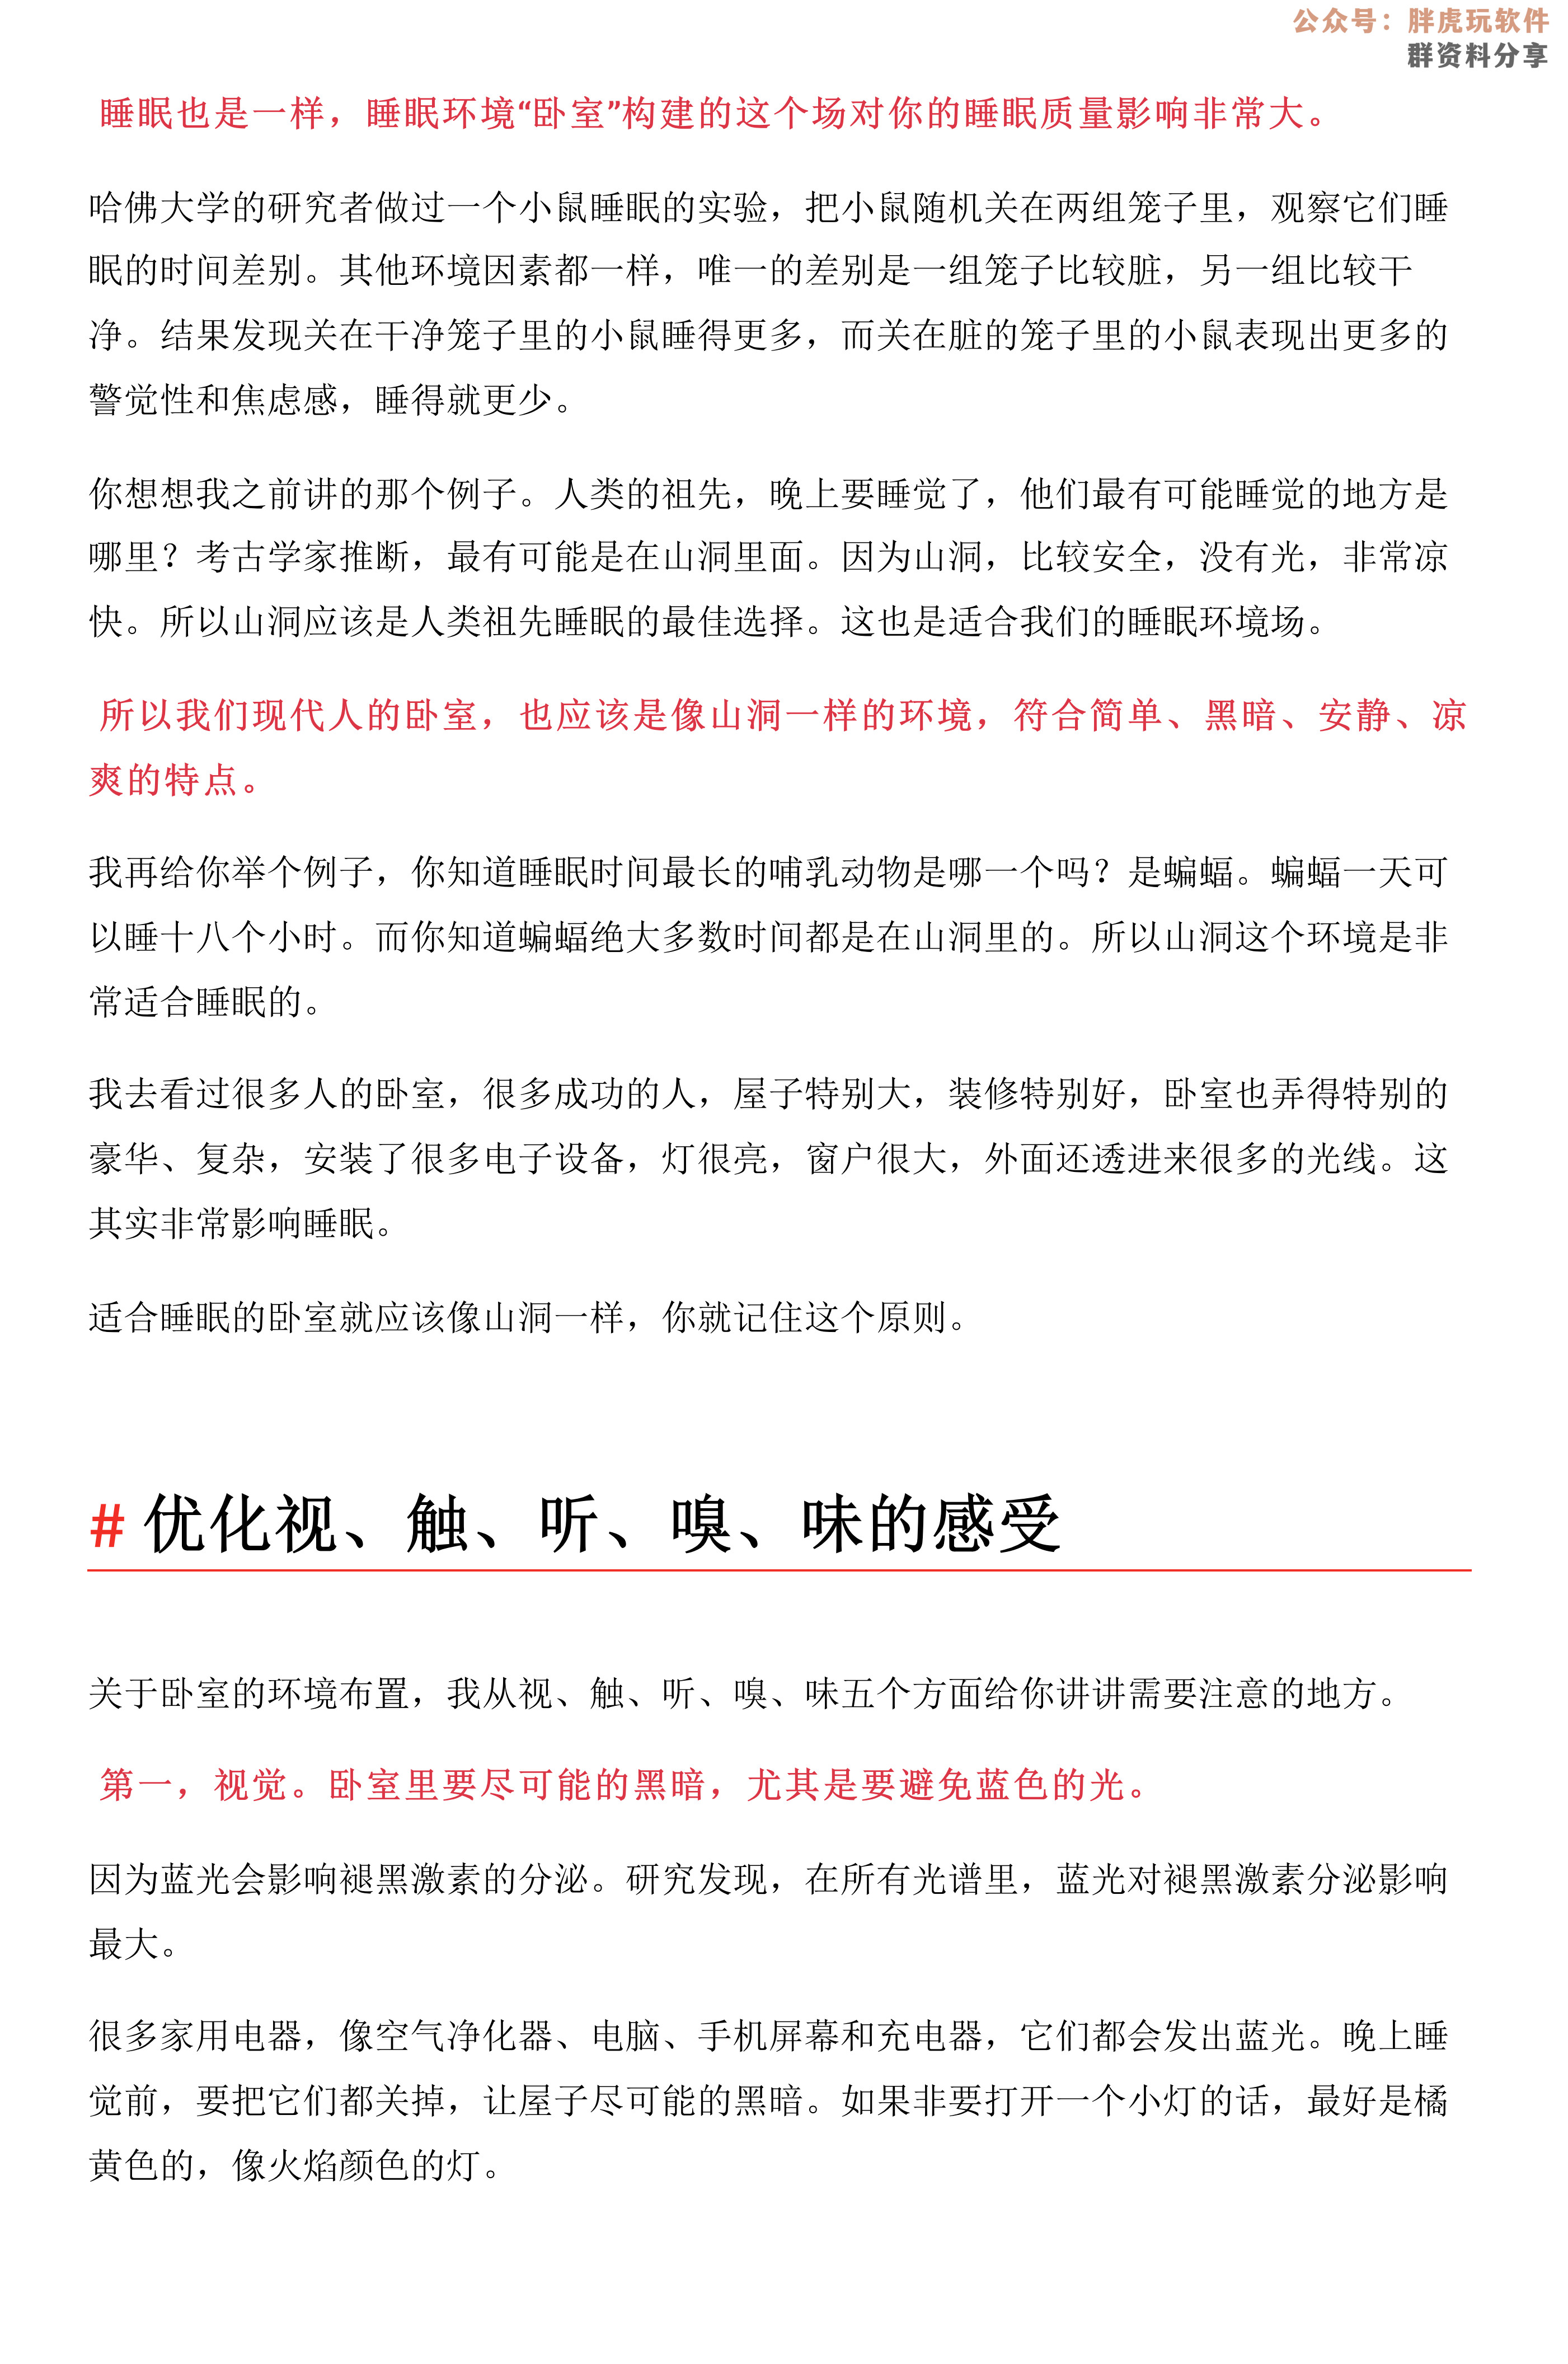 公众号：胖虎玩软件
群资料分享
睡眠也是一样，睡眠环境“卧室”构建的这个场对你的睡眠质量影响非常大。
哈佛大学的研究者做过一个小鼠睡眠的实验，把小鼠随机关在两组笼子里，观察它们睡
眠的时间差别。其他环境因素都一样，唯一的差别是一组笼子比较脏，另一组比较干
净。结果发现关在干净笼子里的小鼠睡得更多，而关在脏的笼子里的小鼠表现出更多的
警觉性和焦虑感，睡得就更少。
你想想我之前讲的那个例子。人类的祖先，晚上要睡觉了，他们最有可能睡觉的地方是
哪里？考古学家推断，最有可能是在山洞里面。因为山洞，比较安全，没有光，非常凉
快。所以山洞应该是人类祖先睡眠的最佳选择。这也是适合我们的睡眠环境场。
所以我们现代人的卧室，也应该是像山洞一样的环境，符合简单、黑暗、安静、凉
爽的特点。
我再给你举个例子，你知道睡眠时间最长的哺乳动物是哪一个吗？是蝙蝠。蝙蝠一天可
以睡十八个小时。而你知道蝙蝠绝大多数时间都是在山洞里的。所以山洞这个环境是非
常适合睡眠的。
我去看过很多人的卧室，很多成功的人，屋子特别大，装修特别好，卧室也弄得特别的
豪华、复杂，安装了很多电子设备，灯很亮，窗户很大，外面还透进来很多的光线。这
其实非常影响睡眠。
适合睡眠的卧室就应该像山洞一样，你就记住这个原则。
# 优化视、触、听、嗅、味的感受
关于卧室的环境布置，我从视、触、听、嗅、味五个方面给你讲讲需要注意的地方。
第一，视觉。卧室里要尽可能的黑暗，尤其是要避免蓝色的光。
因为蓝光会影响褪黑激素的分泌。研究发现，在所有光谱里，蓝光对褪黑激素分泌影响
最大。
很多家用电器，像空气净化器、电脑、手机屏幕和充电器，它们都会发出蓝光。晚上睡
觉前，要把它们都关掉，让屋子尽可能的黑暗。如果非要打开一个小灯的话，最好是橘
黄色的，像火焰颜色的灯。